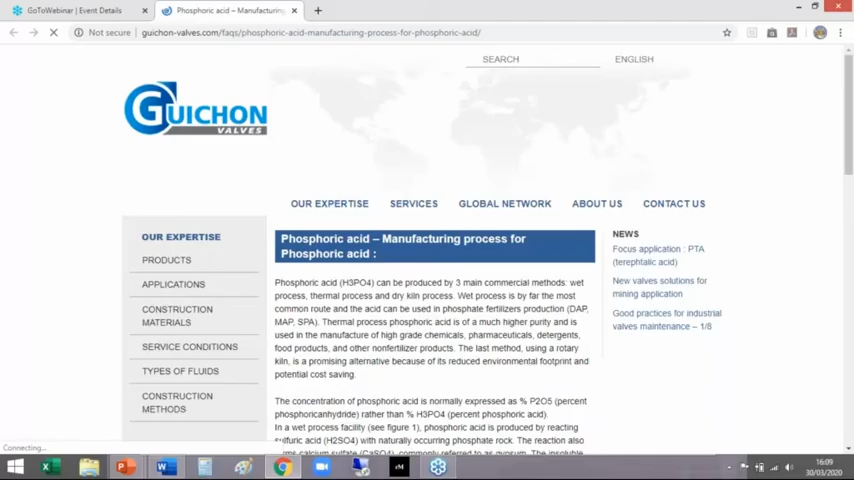 GoToWebinar | Event Details
Phosphoric acid – Manufacturing
Not secure
guichon-valves.com/faqs/phosphoric-acid-manufacturing-process-for-phosphoric-acid/
SEARCH
ENGLISH
GUICHON
VALVES
OUR EXPERTISE
SERVICES
GLOBAL NETWORK
ABOUT US
CONTACT US
OUR EXPERTISE
PRODUCTS
APPLICATIONS
CONSTRUCTION
MATERIALS
SERVICE CONDITIONS
TYPES OF FLUIDS
CONSTRUCTION
METHODS
Phosphoric acid – Manufacturing process for
Phosphoric acid :
Phosphoric acid (H3PO4) can be produced by 3 main commercial methods: wet
process, thermal process and dry kiln process. Wet process is by far the most
common route and the acid can be used in phosphate fertilizers production (DAP,
MAP, SPA). Thermal process phosphoric acid is of a much higher purity and is
used in the manufacture of high grade chemicals, pharmaceuticals, detergents,
food products, and other nonfertilizer products. The last method, using a rotary
kiln, is a promising alternative because of its reduced environmental footprint and
potential cost saving.
The concentration of phosphoric acid is normally expressed as % P2O5 (percent
phosphoricanhydride) rather than % H3PO4 (percent phosphoric acid).
In a wet process facility (see figure 1), phosphoric acid is produced by reacting
sulfuric acid (H2SO4) with naturally occurring phosphate rock. The reaction also
forms calcium sulfate (CaSO4), commonly referred to as gypsum. The insoluble
NEWS
Focus application : PTA
(terephtalic acid)
New valves solutions for
mining application
Good practices for industrial
valves maintenance – 1/8
Connecting...
16:09
30/03/2020